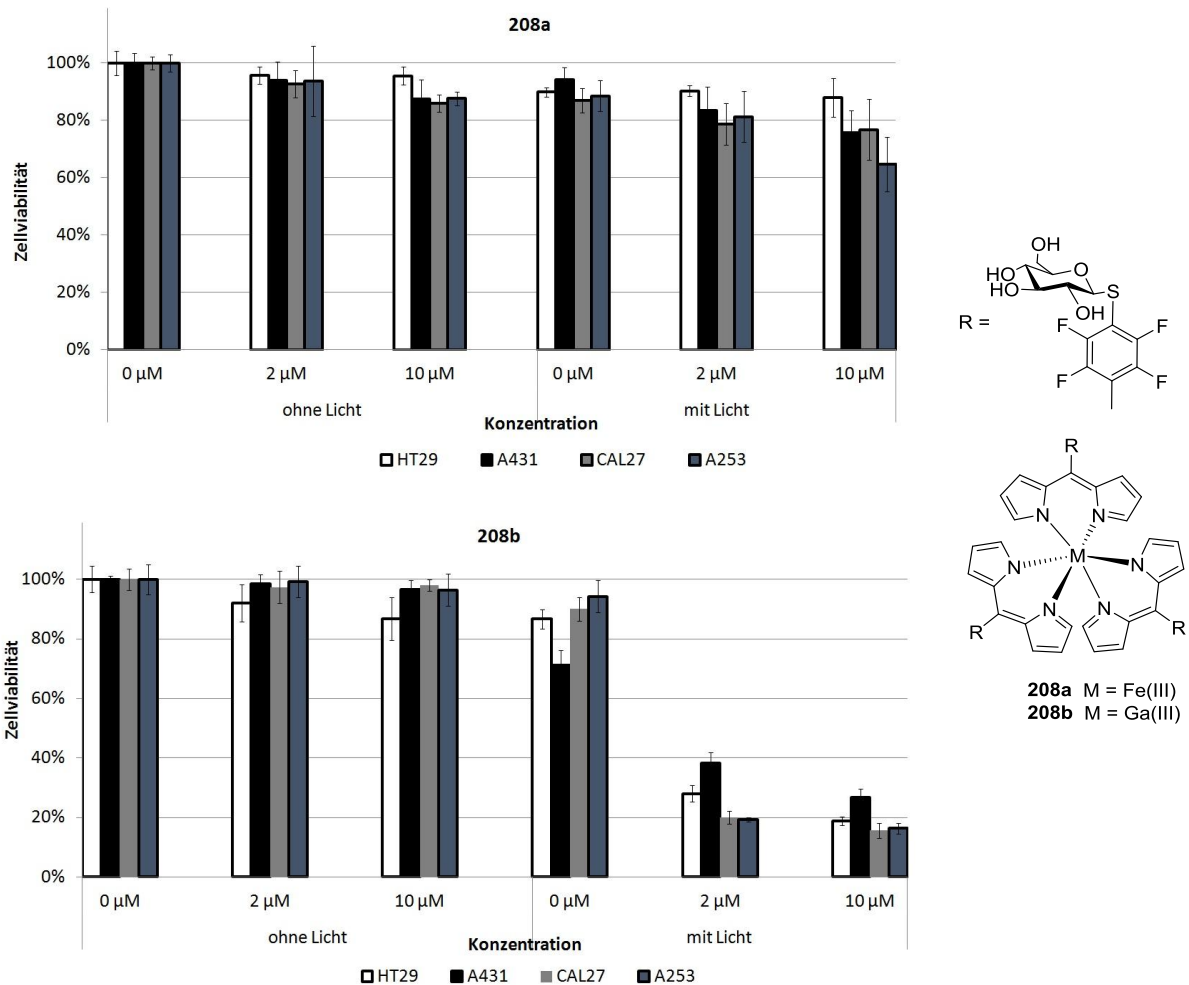 208a
Zellviabilität
100%
80%
60%
40%
20%
0%
0 µM 2 µM 10 µM 0 µM 2 µM 10 µM
ohne Licht mit Licht
Konzentration
HT29 A431 CAL27 A253
208b
Zellviabilität
100%
80%
60%
40%
20%
0%
0 µM 2 µM 10 µM 0 µM 2 µM 10 µM
ohne Licht mit Licht
Konzentration
HT29 A431 CAL27 A253
OH
HO O
HO S
OH
R =
F F
F F
R
N N
M
N N
N N
R R
208a M = Fe(III)
208b M = Ga(III)